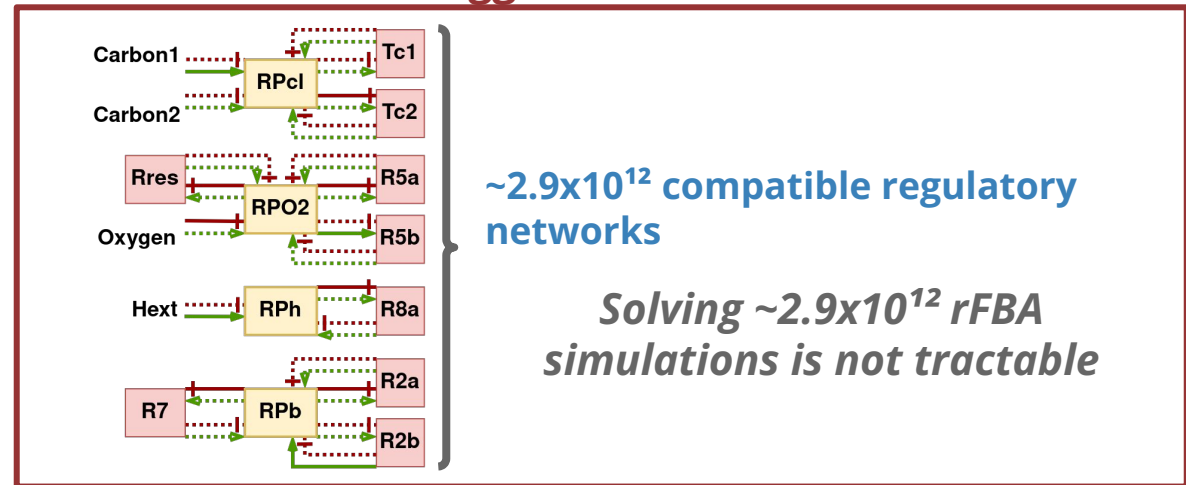 Carbon1
Carbon2
RPcl
Tc1
Tc2
Rres
Oxygen
RPO2
R5a
R5b
Hext
RPh
R8a
R7
RPb
R2a
R2b
~2.9x10¹² compatible regulatory
networks
Solving ~2.9x10¹² rFBA
simulations is not tractable